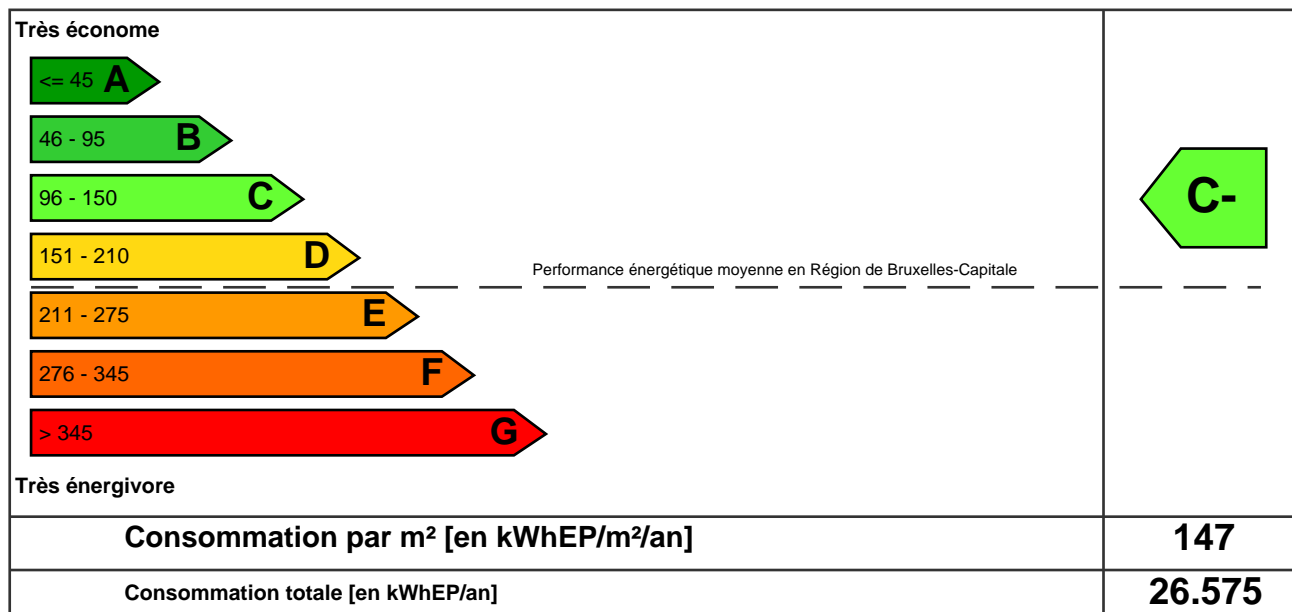 Très économe
<= 45 A
46 - 95 B
96 - 150 C
C-
151 - 210 D
Performance énergétique moyenne en Région de Bruxelles-Capitale
211 - 275 E
276 - 345 F
> 345 G
Très énergivore
Consommation par m² [en kWhEP/m²/an] 147
Consommation totale [en kWhEP/an] 26.575